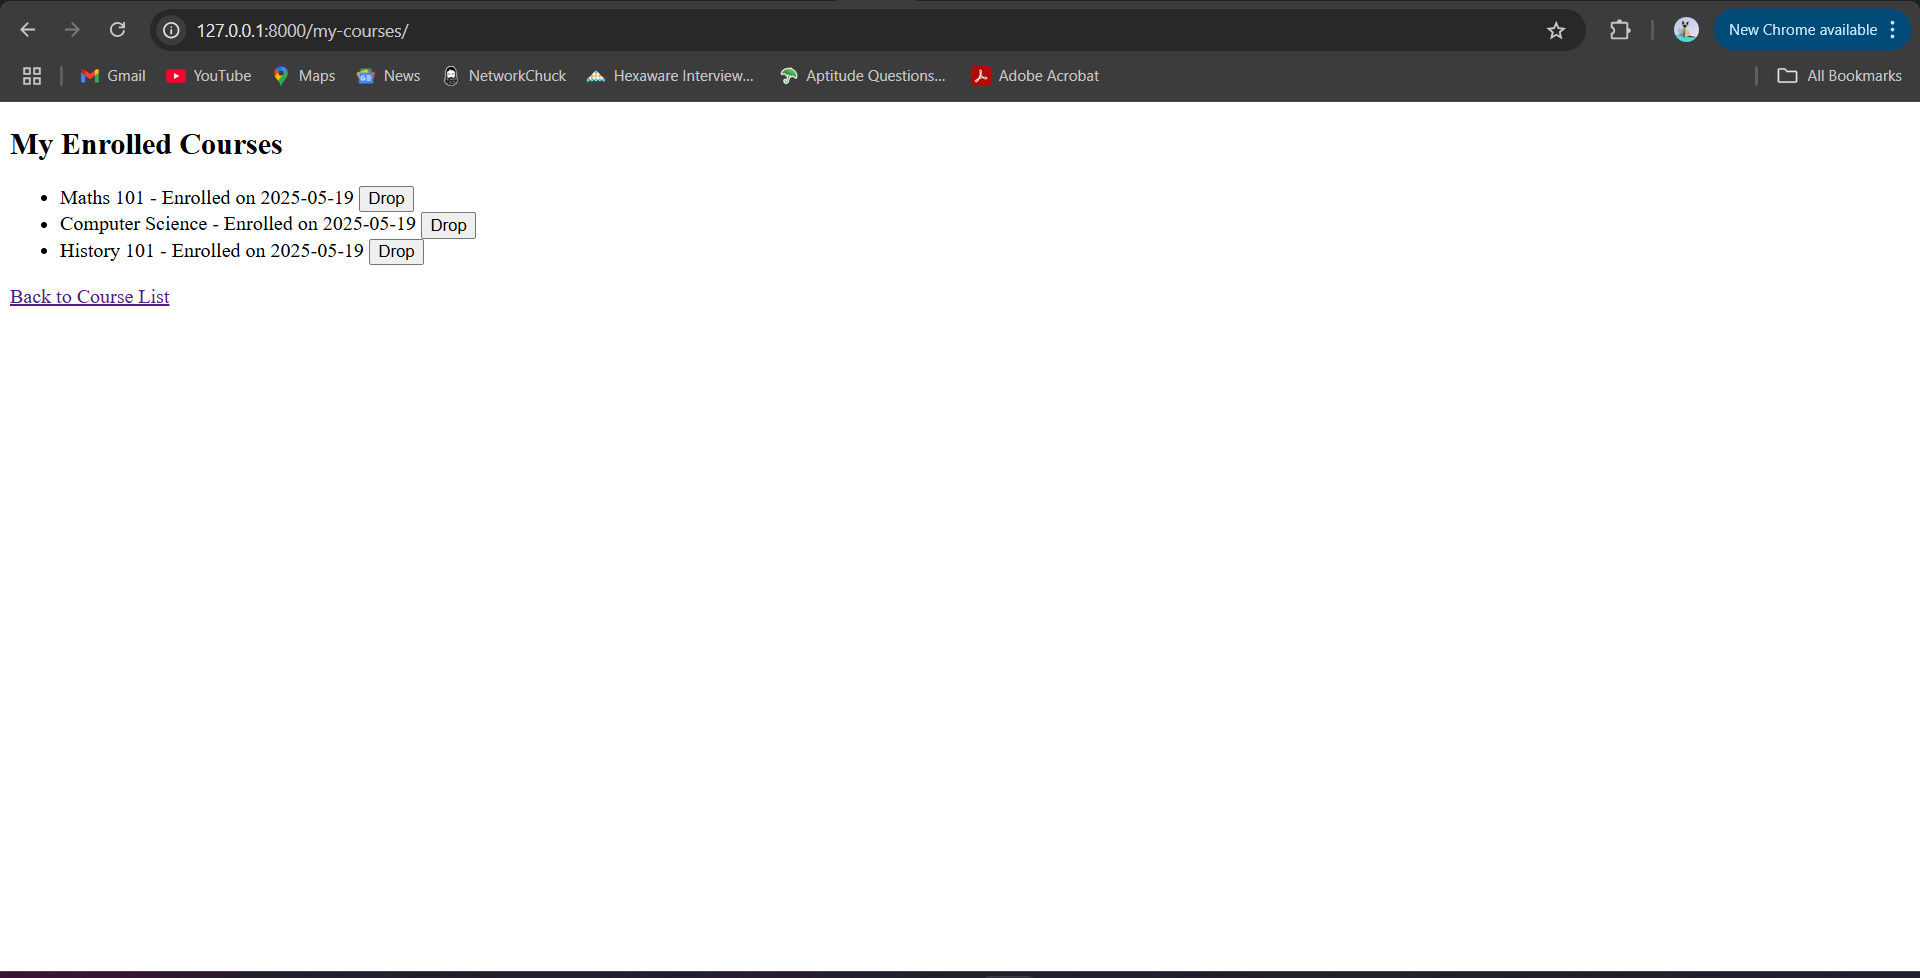 127.0.0.1:8000/my-courses/
New Chrome available
Gmail YouTube Maps News NetworkChuck Hexaware Interview... Aptitude Questions... Adobe Acrobat All Bookmarks
My Enrolled Courses
Maths 101 - Enrolled on 2025-05-19 Drop
Computer Science - Enrolled on 2025-05-19 Drop
History 101 - Enrolled on 2025-05-19 Drop
Back to Course List